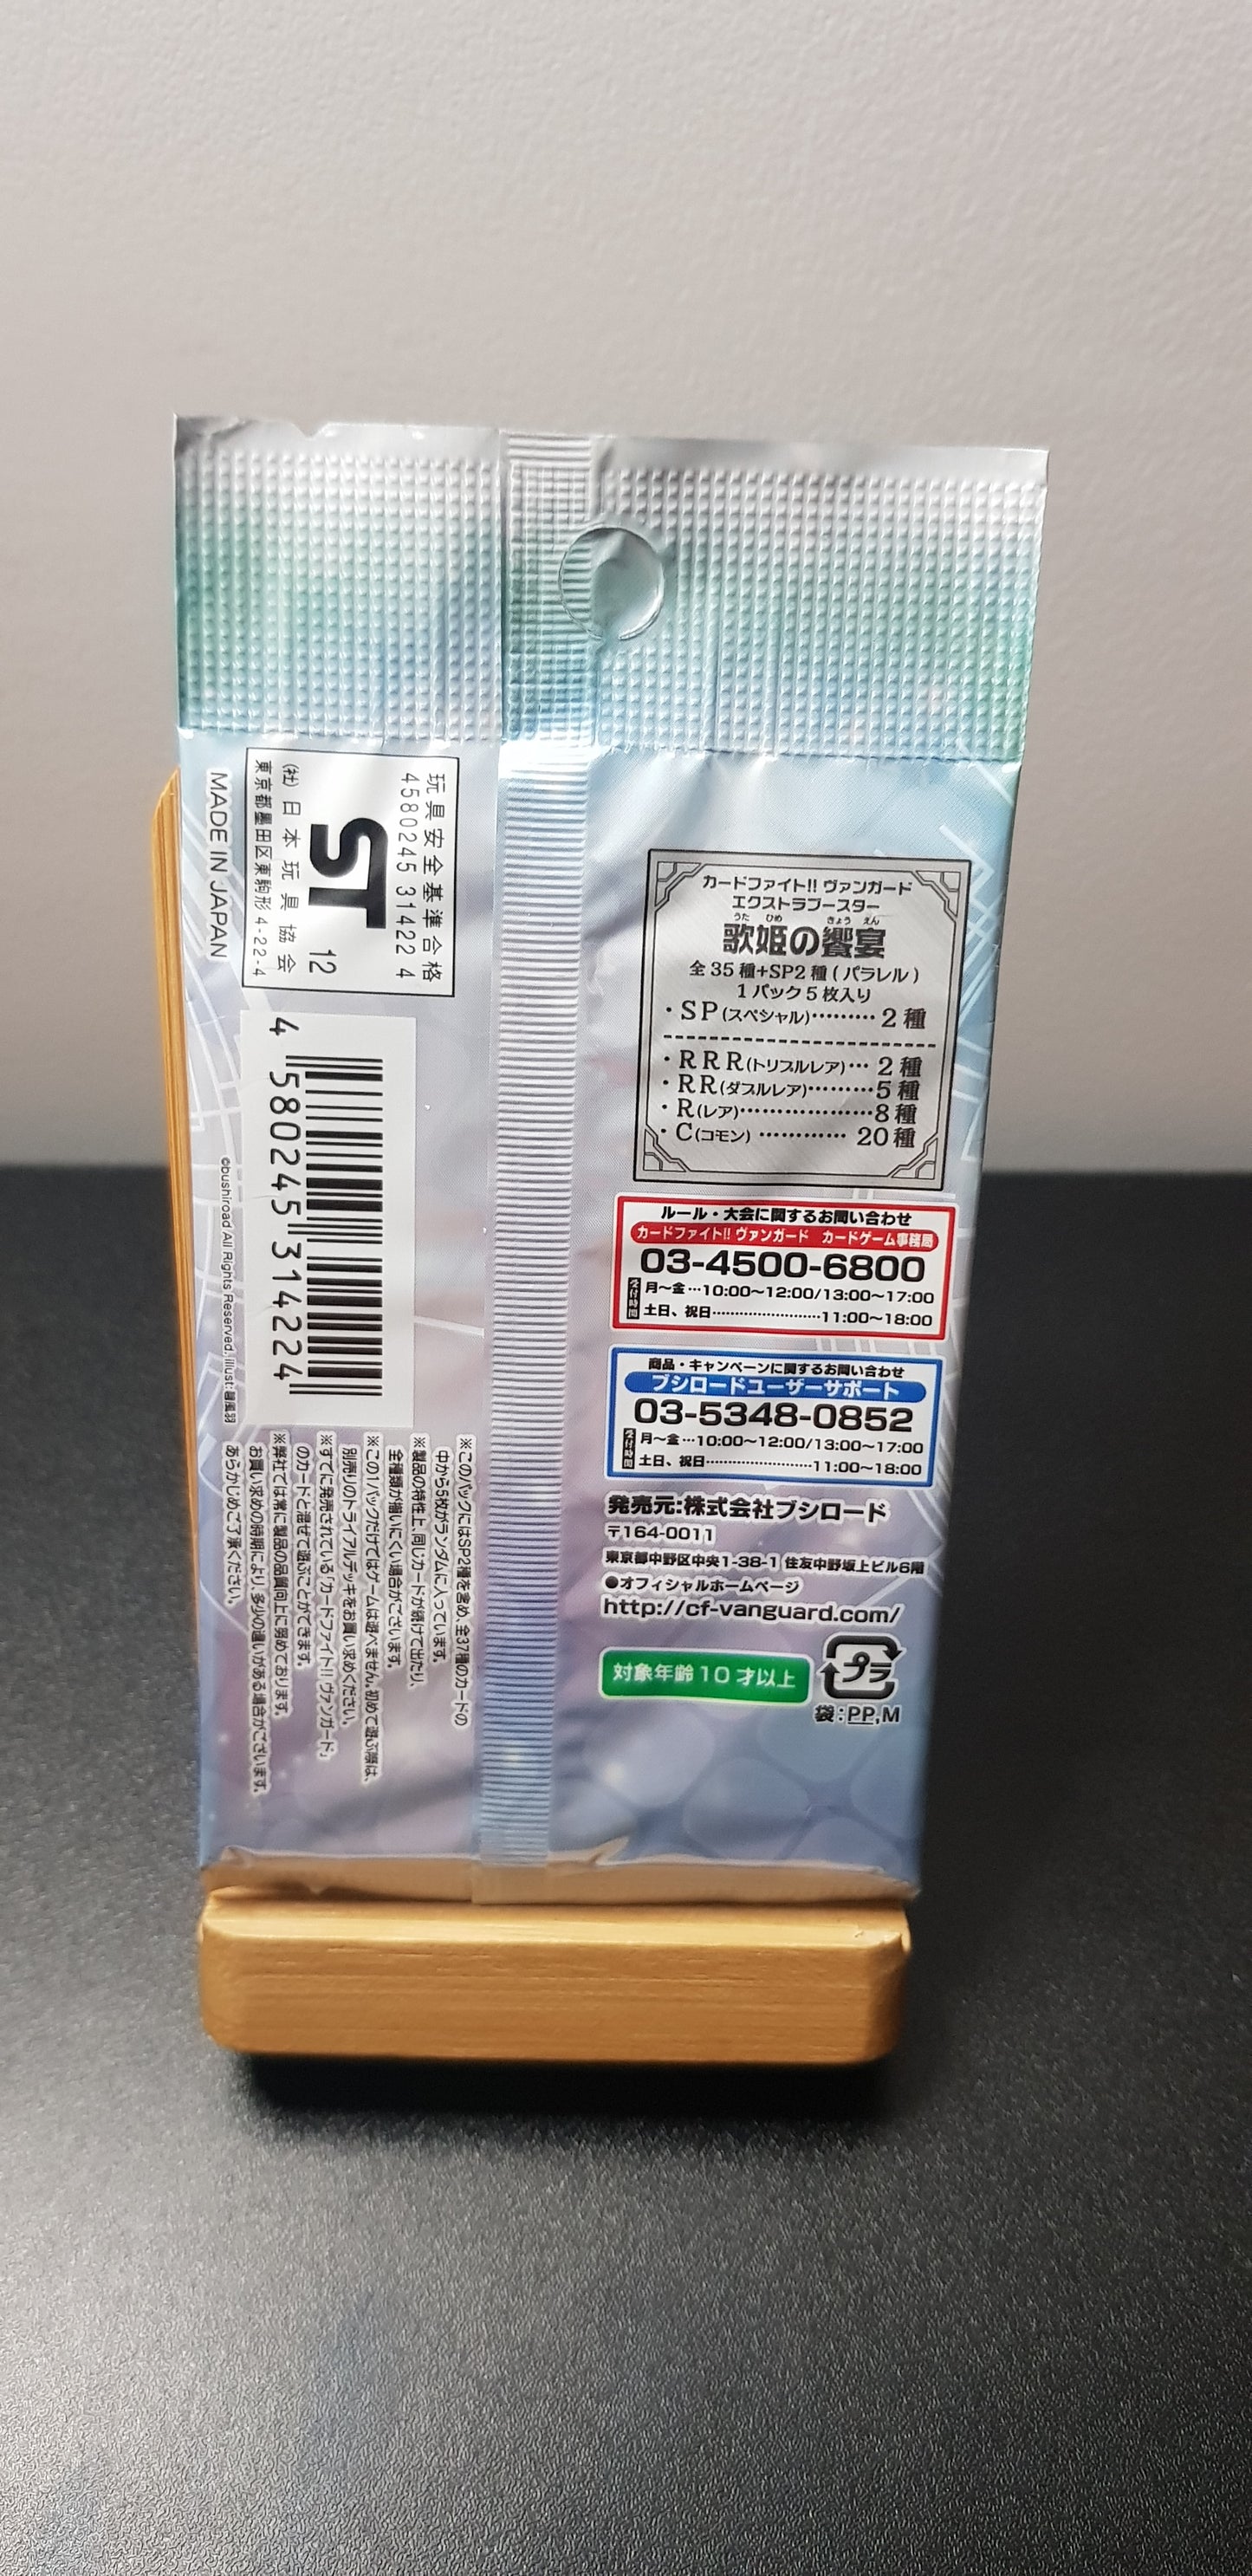 玩具安全基準合格
4580245 31422 4
ST 12
(社)日本玩具協会
東京都墨田区東駒形 4-22-4
MADE IN JAPAN
4 580245 314224
©bushiroad All Rights Reserved. illust:
※このパックにはSP2種を含め、全37種のカードの
中から5枚がランダムに入っています。
※製品の特性上、同じカードが続けて出たり、
全種類が揃いにくい場合がございます。
※この1パックだけではゲームは遊べません。初めて遊ぶ際は、
別売りのトライアルデッキをお買い求めください。
※すでに発売されている「カードファイト!! ヴァンガード」
のカードと混ぜて遊ぶことができます。
※弊社では常に製品の品質向上に努めております。
お買い求めの時期により、多少の違いがある場合がございます。
あらかじめご了承ください。
カードファイト!! ヴァンガード
エクストラブースター
うた ひめ きょう えん
歌姫の饗宴
全35種+SP2種(パラレル)
1パック5枚入り
・SP(スペシャル)………2種
・RRR(トリプルレア)…2種
・RR(ダブルレア)………5種
・R(レア)………………8種
・C(コモン)…………20種
ルール・大会に関するお問い合わせ
カードファイト!! ヴァンガード カードゲーム事務局
03-4500-6800
受付時間
月〜金…10:00〜12:00/13:00〜17:00
土日、祝日……………………11:00〜18:00
商品・キャンペーンに関するお問い合わせ
ブシロードユーザーサポート
03-5348-0852
受付時間
月〜金…10:00〜12:00/13:00〜17:00
土日、祝日……………………11:00〜18:00
発売元:株式会社ブシロード
〒164-0011
東京都中野区中央1-38-1 住友中野坂上ビル6階
●オフィシャルホームページ
http://cf-vanguard.com/
対象年齢10才以上
プラ
袋:PP,M